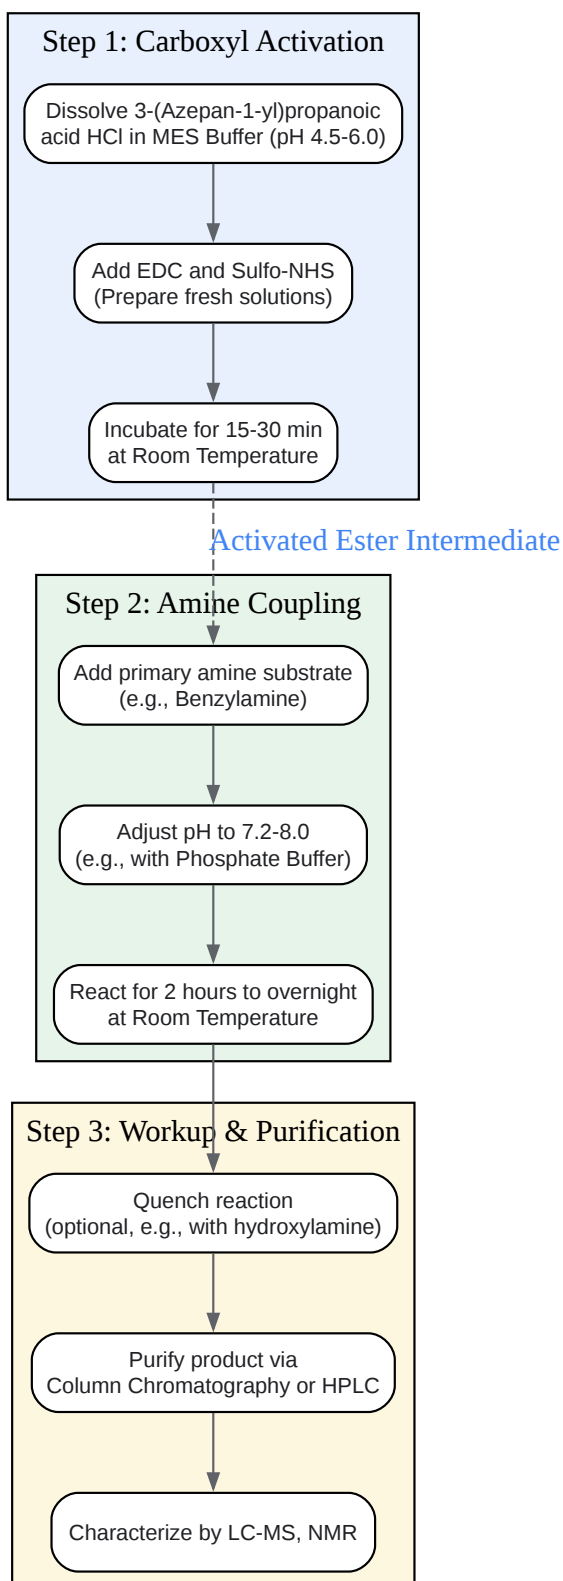 Step 1: Carboxyl Activation
Dissolve 3-(Azepan-1-yl)propanoic
acid HCl in MES Buffer (pH 4.5-6.0)
Add EDC and Sulfo-NHS
(Prepare fresh solutions)
Incubate for 15-30 min
at Room Temperature
Activated Ester Intermediate
Step 2: Amine Coupling
Add primary amine substrate
(e.g., Benzylamine)
Adjust pH to 7.2-8.0
(e.g., with Phosphate Buffer)
React for 2 hours to overnight
at Room Temperature
Step 3: Workup & Purification
Quench reaction
(optional, e.g., with hydroxylamine)
Purify product via
Column Chromatography or HPLC
Characterize by LC-MS, NMR